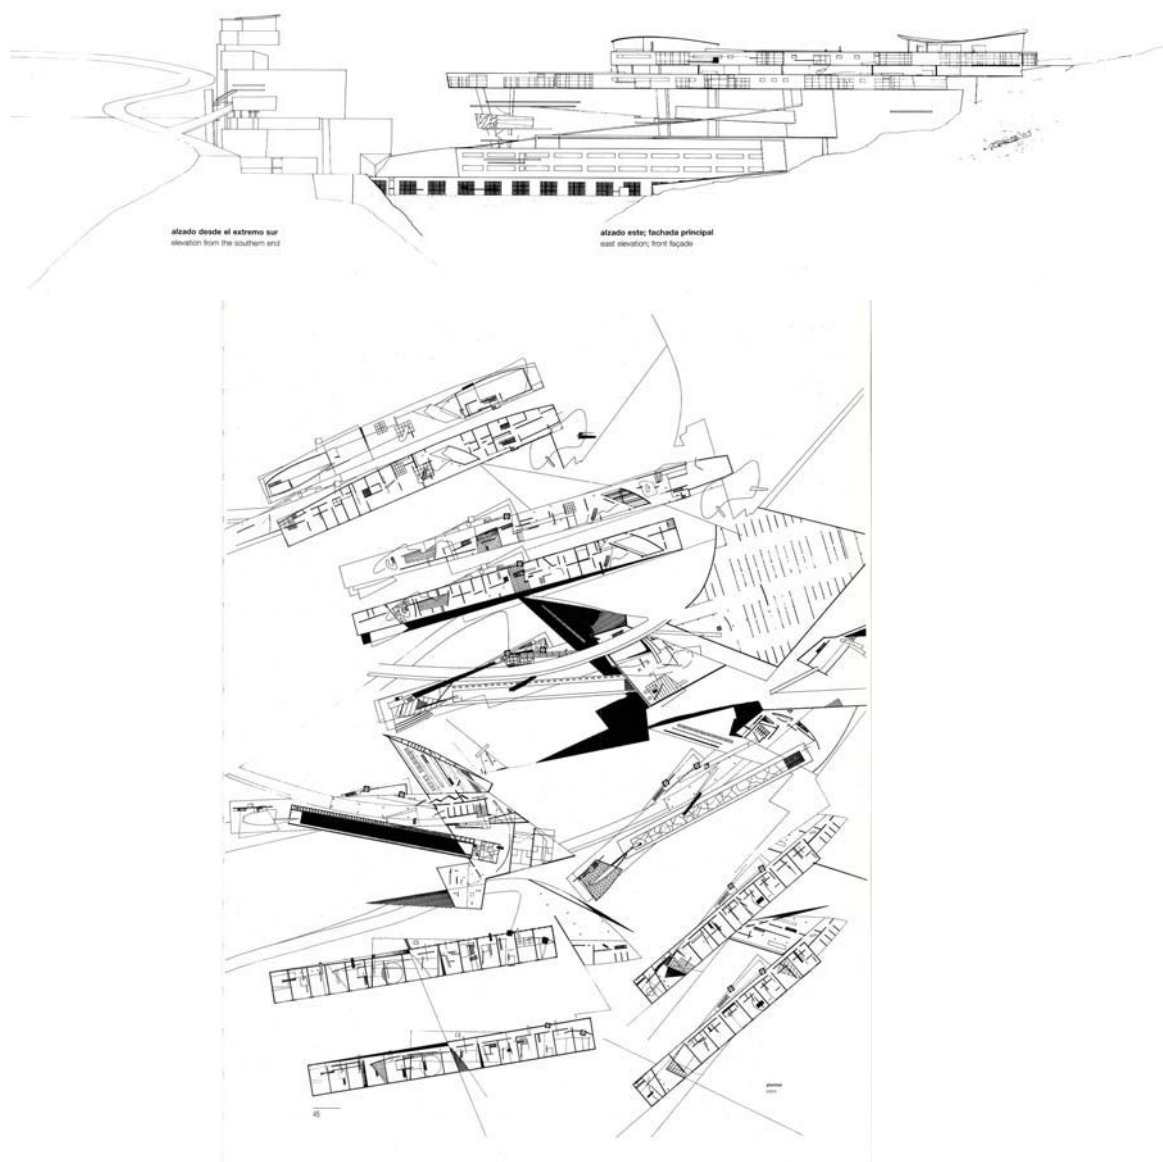 alzado desde el extremo sur
elevation from the southern end
alzado este; fachada principal
east elevation; front façade
plantas
45